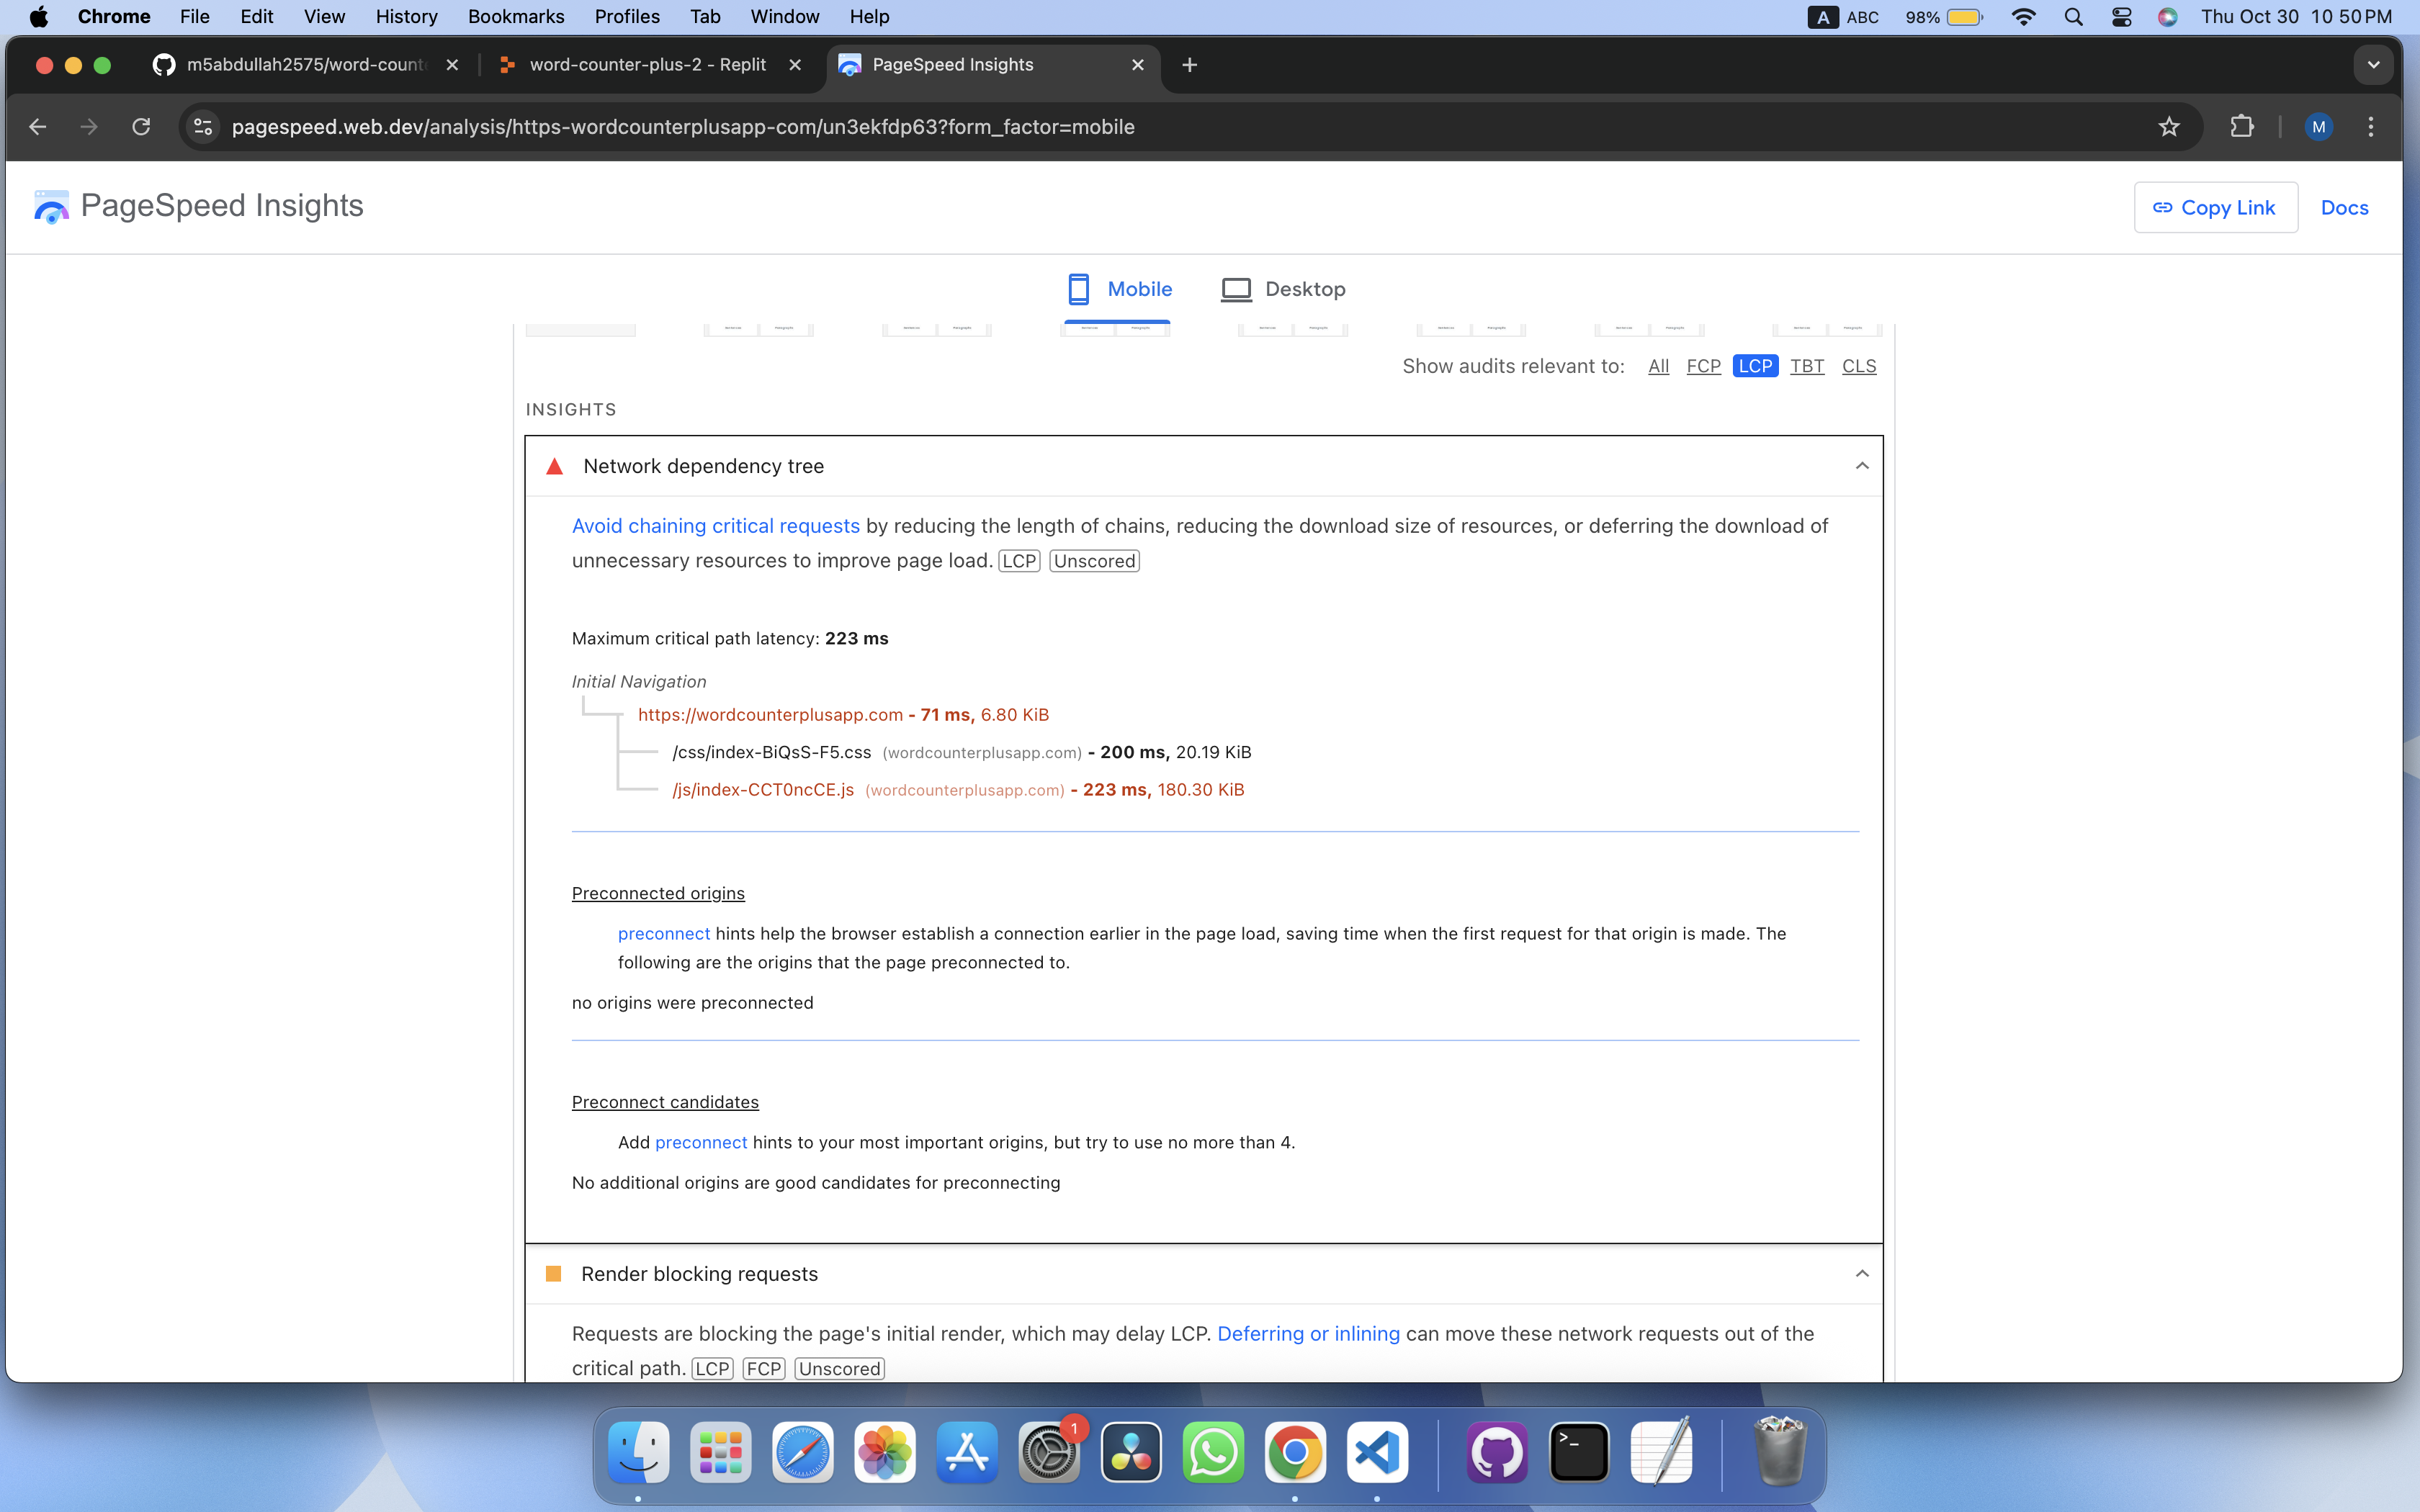 Chrome File Edit View History Bookmarks Profiles Tab Window Help A ABC 98% Thu Oct 30 10 50 PM
m5abdullah2575/word-count word-counter-plus-2 - Replit PageSpeed Insights
pagespeed.web.dev/analysis/https-wordcounterplusapp-com/un3ekfdp63?form_factor=mobile M
PageSpeed Insights Copy Link Docs
Mobile Desktop
Show audits relevant to: All FCP LCP TBT CLS
INSIGHTS
Network dependency tree
Avoid chaining critical requests by reducing the length of chains, reducing the download size of resources, or deferring the download of
unnecessary resources to improve page load. LCP Unscored
Maximum critical path latency: 223 ms
Initial Navigation
https://wordcounterplusapp.com - 71 ms, 6.80 KiB
/css/index-BiQsS-F5.css (wordcounterplusapp.com) - 200 ms, 20.19 KiB
/js/index-CCT0ncCE.js (wordcounterplusapp.com) - 223 ms, 180.30 KiB
Preconnected origins
preconnect hints help the browser establish a connection earlier in the page load, saving time when the first request for that origin is made. The
following are the origins that the page preconnected to.
no origins were preconnected
Preconnect candidates
Add preconnect hints to your most important origins, but try to use no more than 4.
No additional origins are good candidates for preconnecting
Render blocking requests
Requests are blocking the page's initial render, which may delay LCP. Deferring or inlining can move these network requests out of the
critical path. LCP FCP Unscored
1